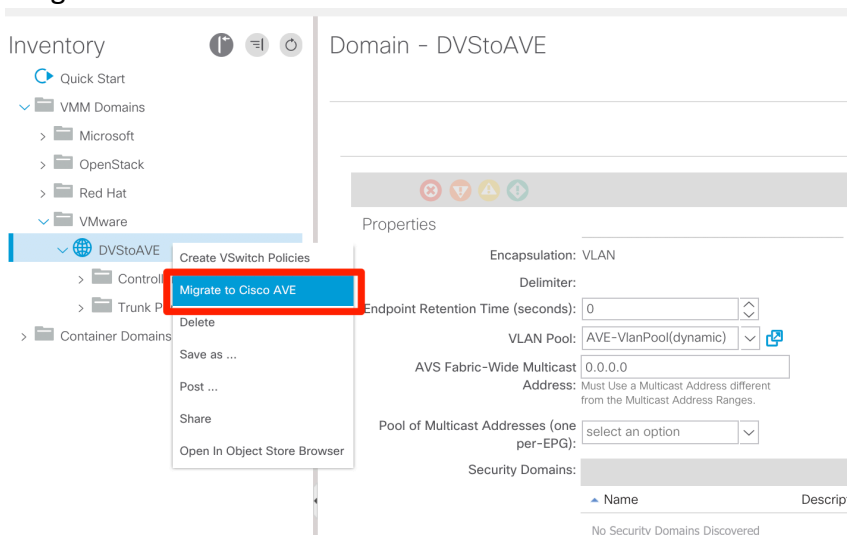 Inventory
Quick Start
VMM Domains
Microsoft
OpenStack
Red Hat
VMware
DVStoAVE
Controll
Trunk P
Container Domains
Create VSwitch Policies
Migrate to Cisco AVE
Delete
Save as ...
Post ...
Share
Open In Object Store Browser
Domain - DVStoAVE
Properties
Encapsulation: VLAN
Delimiter:
Endpoint Retention Time (seconds): 0
VLAN Pool: AVE-VlanPool(dynamic)
AVS Fabric-Wide Multicast 0.0.0.0
Address: Must Use a Multicast Address different
from the Multicast Address Ranges.
Pool of Multicast Addresses (one select an option
per-EPG):
Security Domains:
Name Descrip
No Security Domains Discovered